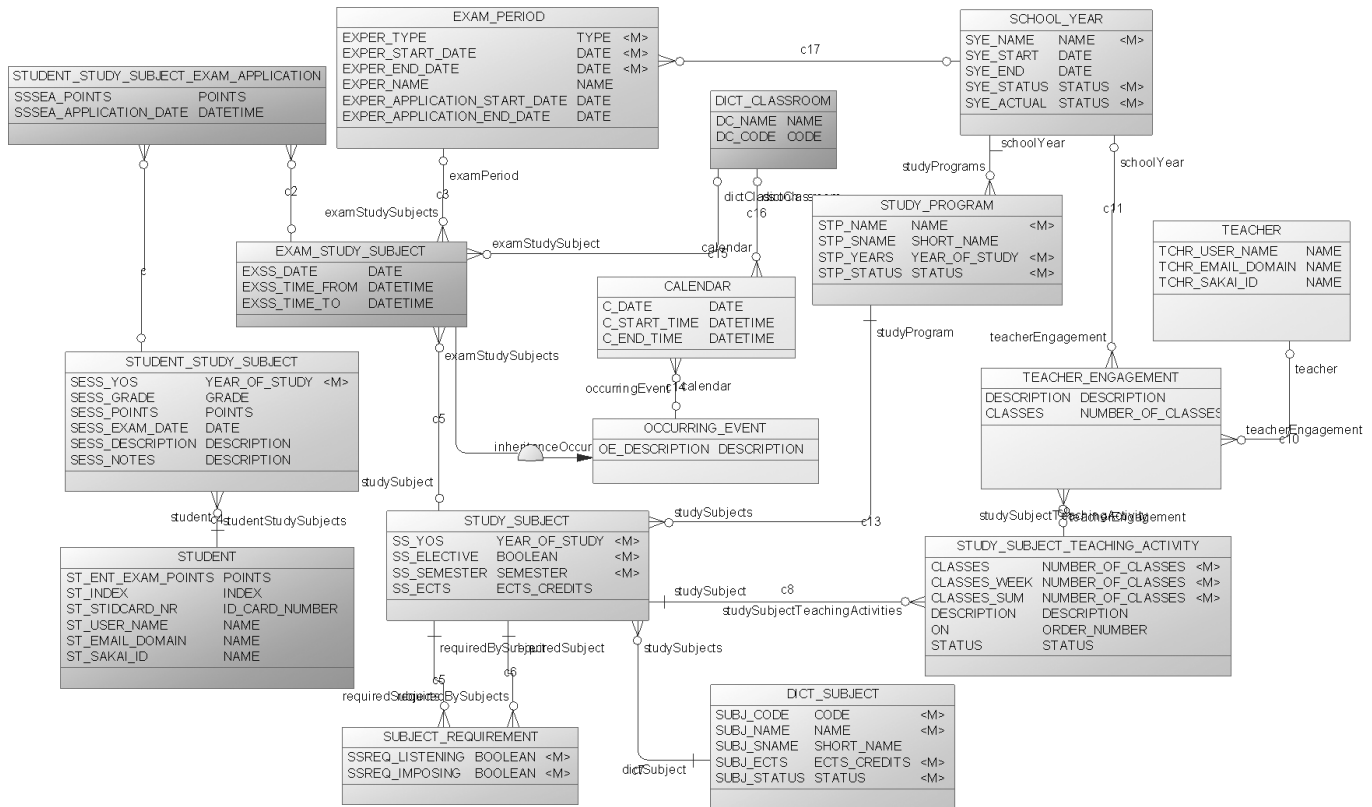 EXAM_PERIOD
EXPER_TYPE TYPE <M>
EXPER_START_DATE DATE <M>
EXPER_END_DATE DATE <M>
EXPER_NAME NAME
EXPER_APPLICATION_START_DATE DATE
EXPER_APPLICATION_END_DATE DATE
SCHOOL_YEAR
SYE_NAME NAME <M>
SYE_START DATE
SYE_END DATE
SYE_STATUS STATUS <M>
SYE_ACTUAL STATUS <M>
c17
STUDENT_STUDY_SUBJECT_EXAM_APPLICATION
SSSEA_POINTS POINTS
SSSEA_APPLICATION_DATE DATETIME
DICT_CLASSROOM
DC_NAME NAME
DC_CODE CODE
schoolYear
studyPrograms
schoolYear
examPeriod
c3
c2
examStudySubjects
c16
c11
STUDY_PROGRAM
STP_NAME NAME <M>
STP_SNAME SHORT_NAME
STP_YEARS YEAR_OF_STUDY <M>
STP_STATUS STATUS <M>
TEACHER
TCHR_USER_NAME NAME
TCHR_EMAIL_DOMAIN NAME
TCHR_SAKAI_ID NAME
EXAM_STUDY_SUBJECT
EXSS_DATE DATE
EXSS_TIME_FROM DATETIME
EXSS_TIME_TO DATETIME
examStudySubject
c15
calendar
CALENDAR
C_DATE DATE
C_START_TIME DATETIME
C_END_TIME DATETIME
studyProgram
teacherEngagement
teacher
STUDENT_STUDY_SUBJECT
SESS_YOS YEAR_OF_STUDY <M>
SESS_GRADE GRADE
SESS_POINTS POINTS
SESS_EXAM_DATE DATE
SESS_DESCRIPTION DESCRIPTION
SESS_NOTES DESCRIPTION
examStudySubjects
c5
occurringEvent
c14
calendar
TEACHER_ENGAGEMENT
DESCRIPTION DESCRIPTION
CLASSES NUMBER_OF_CLASSES
teacherEngagement
c10
OCCURRING_EVENT
OE_DESCRIPTION DESCRIPTION
studySubject
student
studentStudySubjects
teacherEngagement
STUDENT
ST_ENT_EXAM_POINTS POINTS
ST_INDEX INDEX
ST_STIDCARD_NR ID_CARD_NUMBER
ST_USER_NAME NAME
ST_EMAIL_DOMAIN NAME
ST_SAKAI_ID NAME
STUDY_SUBJECT
SS_YOS YEAR_OF_STUDY <M>
SS_ELECTIVE BOOLEAN <M>
SS_SEMESTER SEMESTER <M>
SS_ECTS ECTS_CREDITS
studySubjects
c13
studySubject
c8
studySubjectTeachingActivities
STUDY_SUBJECT_TEACHING_ACTIVITY
CLASSES NUMBER_OF_CLASSES <M>
CLASSES_WEEK NUMBER_OF_CLASSES <M>
CLASSES_SUM NUMBER_OF_CLASSES <M>
DESCRIPTION DESCRIPTION
ON ORDER_NUMBER
STATUS STATUS
studySubjects
c5
c6
SUBJECT_REQUIREMENT
SSREQ_LISTENING BOOLEAN <M>
SSREQ_IMPOSING BOOLEAN <M>
dictSubject
c7
DICT_SUBJECT
SUBJ_CODE CODE <M>
SUBJ_NAME NAME <M>
SUBJ_SNAME SHORT_NAME
SUBJ_ECTS ECTS_CREDITS <M>
SUBJ_STATUS STATUS <M>